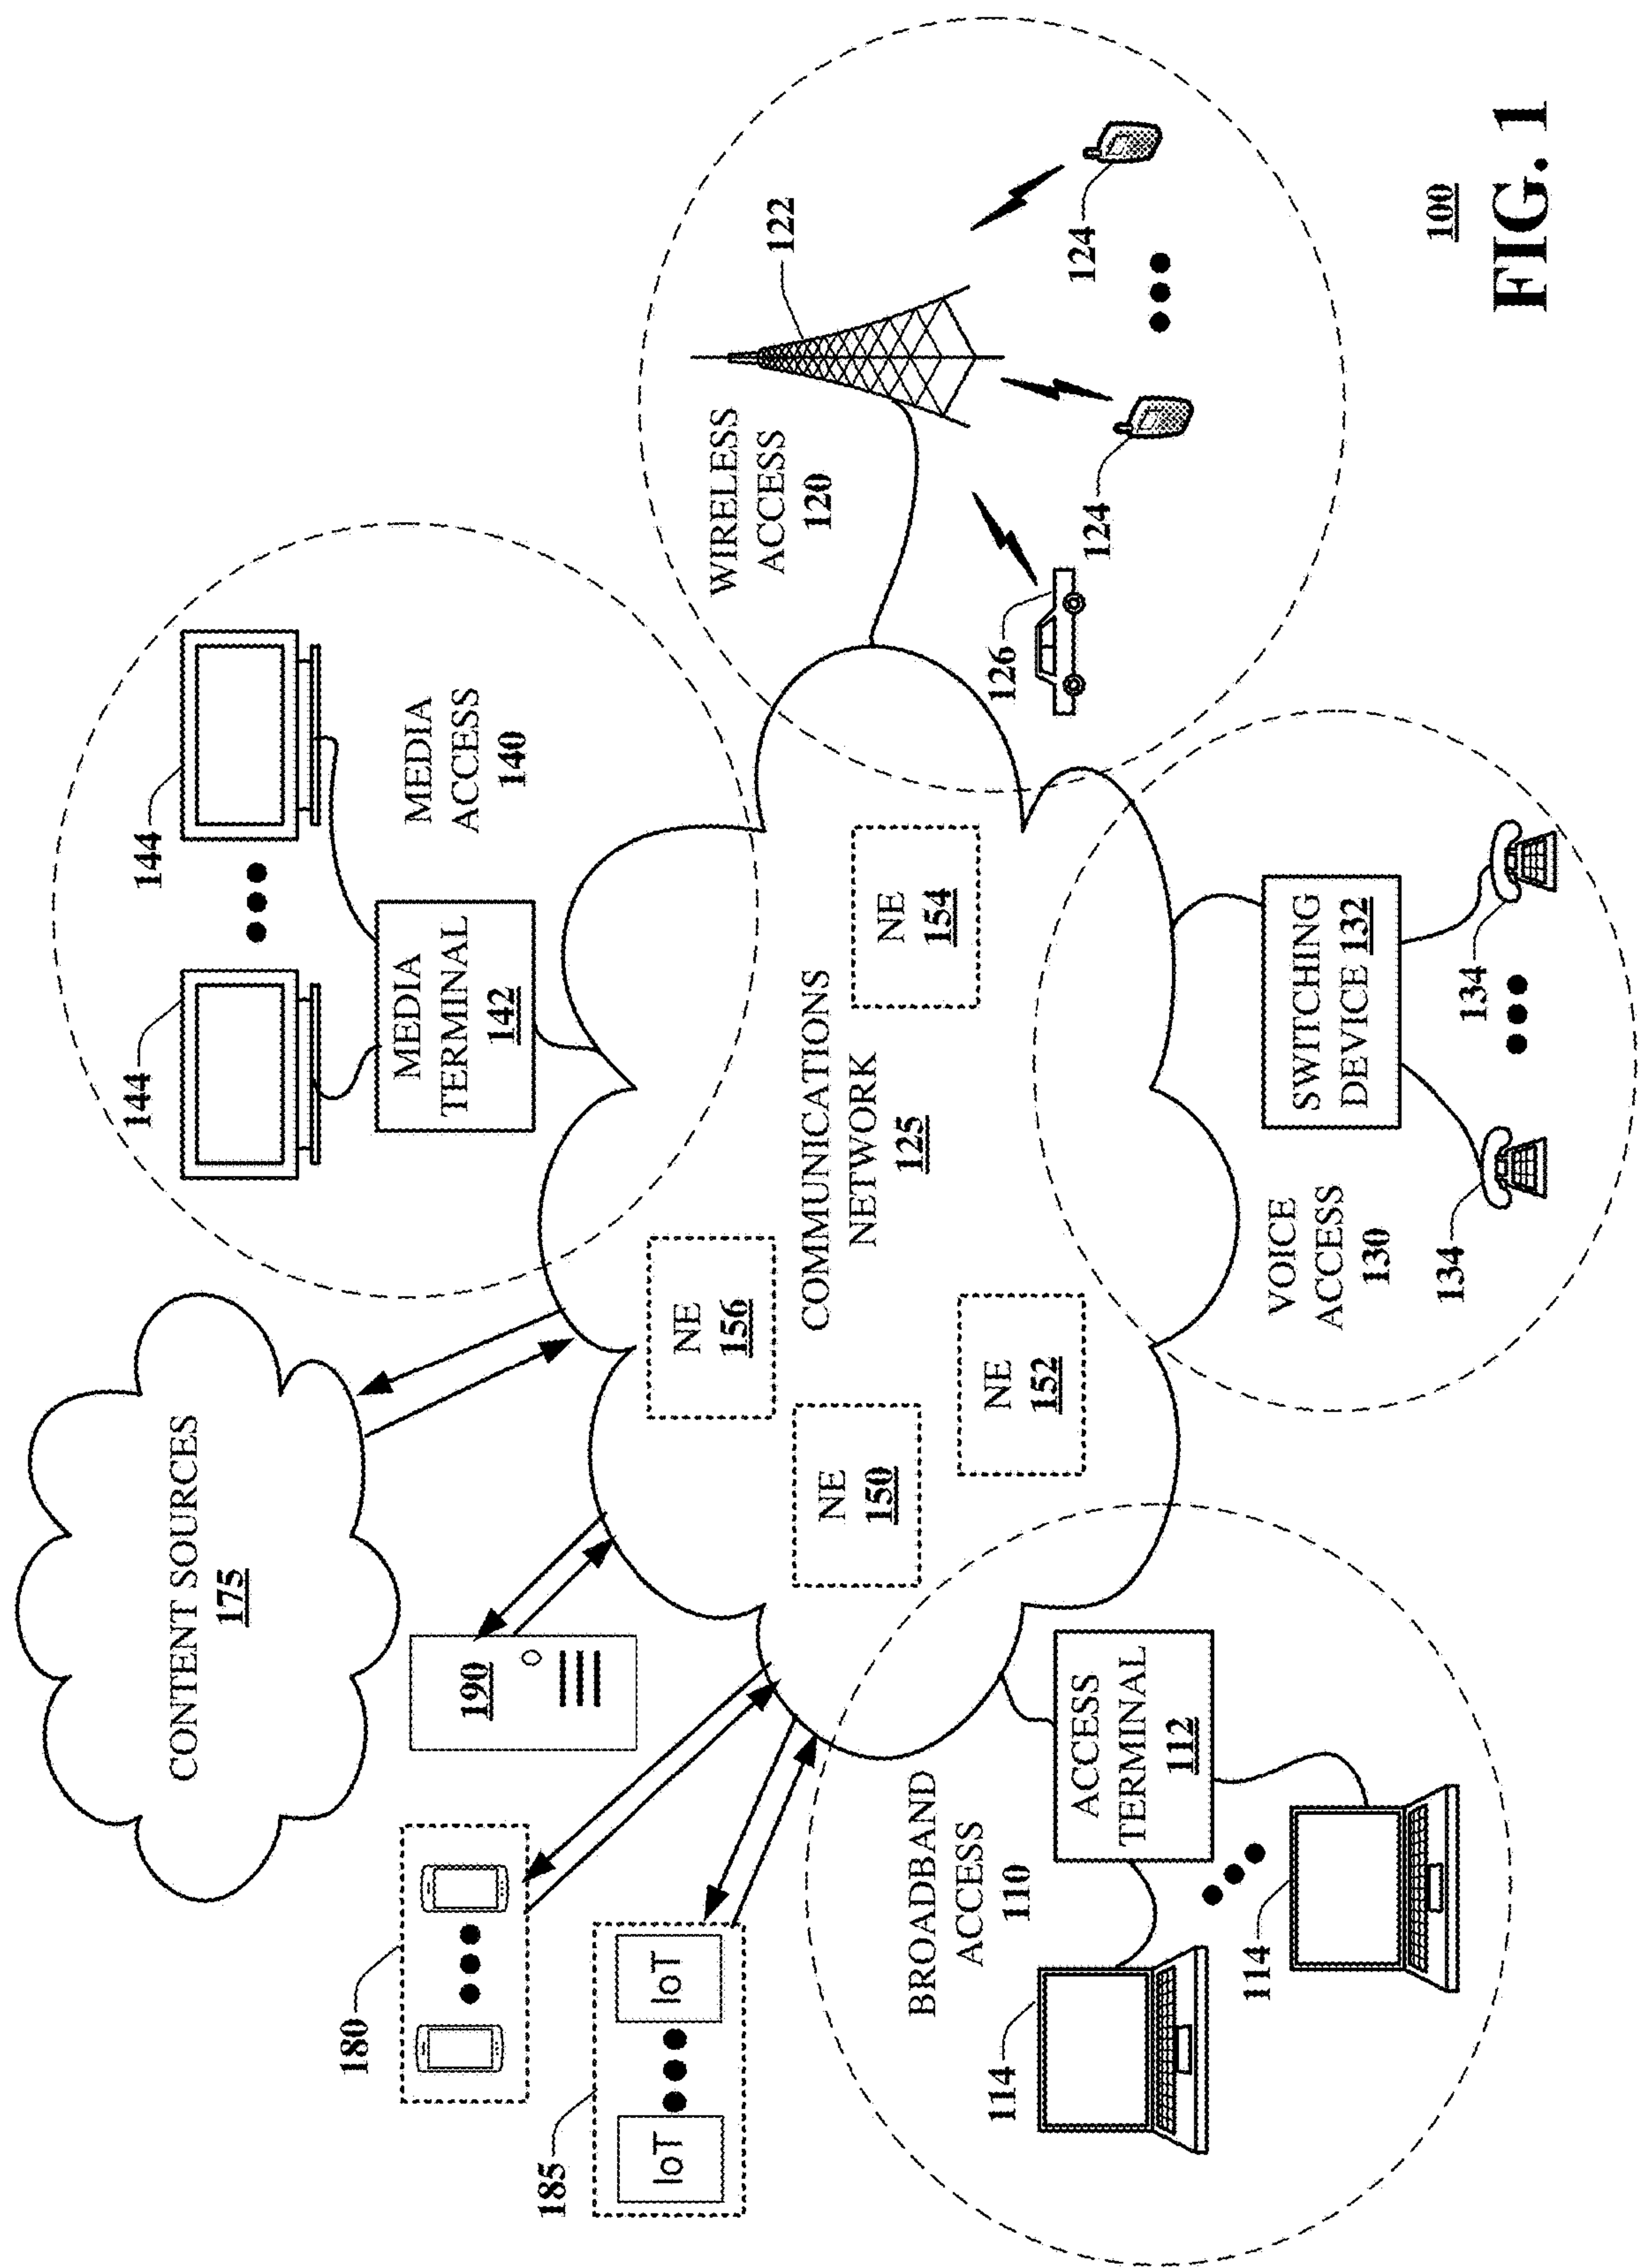 CONTENT SOURCES
175
180
190
185
IoT
IoT
144
144
MEDIA
TERMINAL
142
MEDIA
ACCESS
140
NE
156
NE
150
NE
152
NE
154
COMMUNICATIONS
NETWORK
125
WIRELESS
ACCESS
120
122
124
124
126
BROADBAND
ACCESS
110
ACCESS
TERMINAL
112
114
114
VOICE
ACCESS
130
SWITCHING
DEVICE 132
134
134
100
FIG. 1